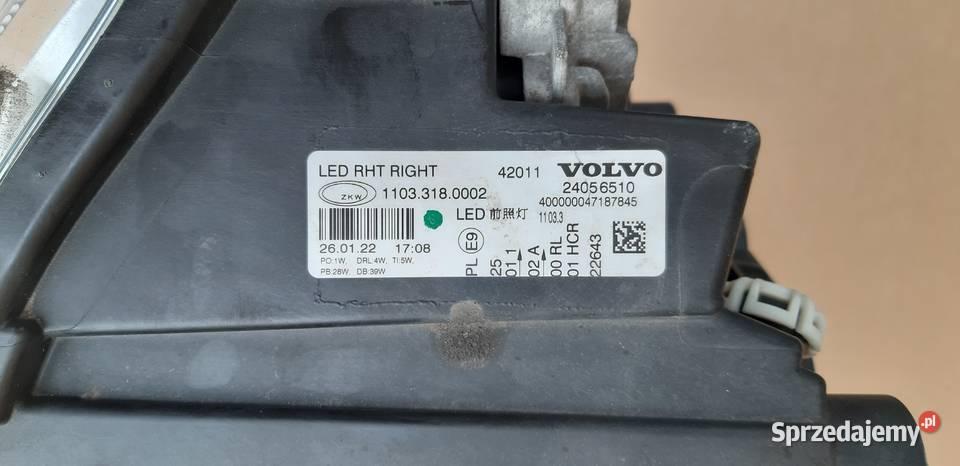 LED RHT RIGHT 42011 VOLVO
ZKW 1103.318.0002 24056510
LED 前照灯 400000047187845
1103.3
26.01.22 17:08
PO:1W, DRL:4W, TI:5W,
PB:28W, DB:39W
E9
PL
25
01 1
02 A
00 RL
01 HCR
22643
Sprzedajemy.pl